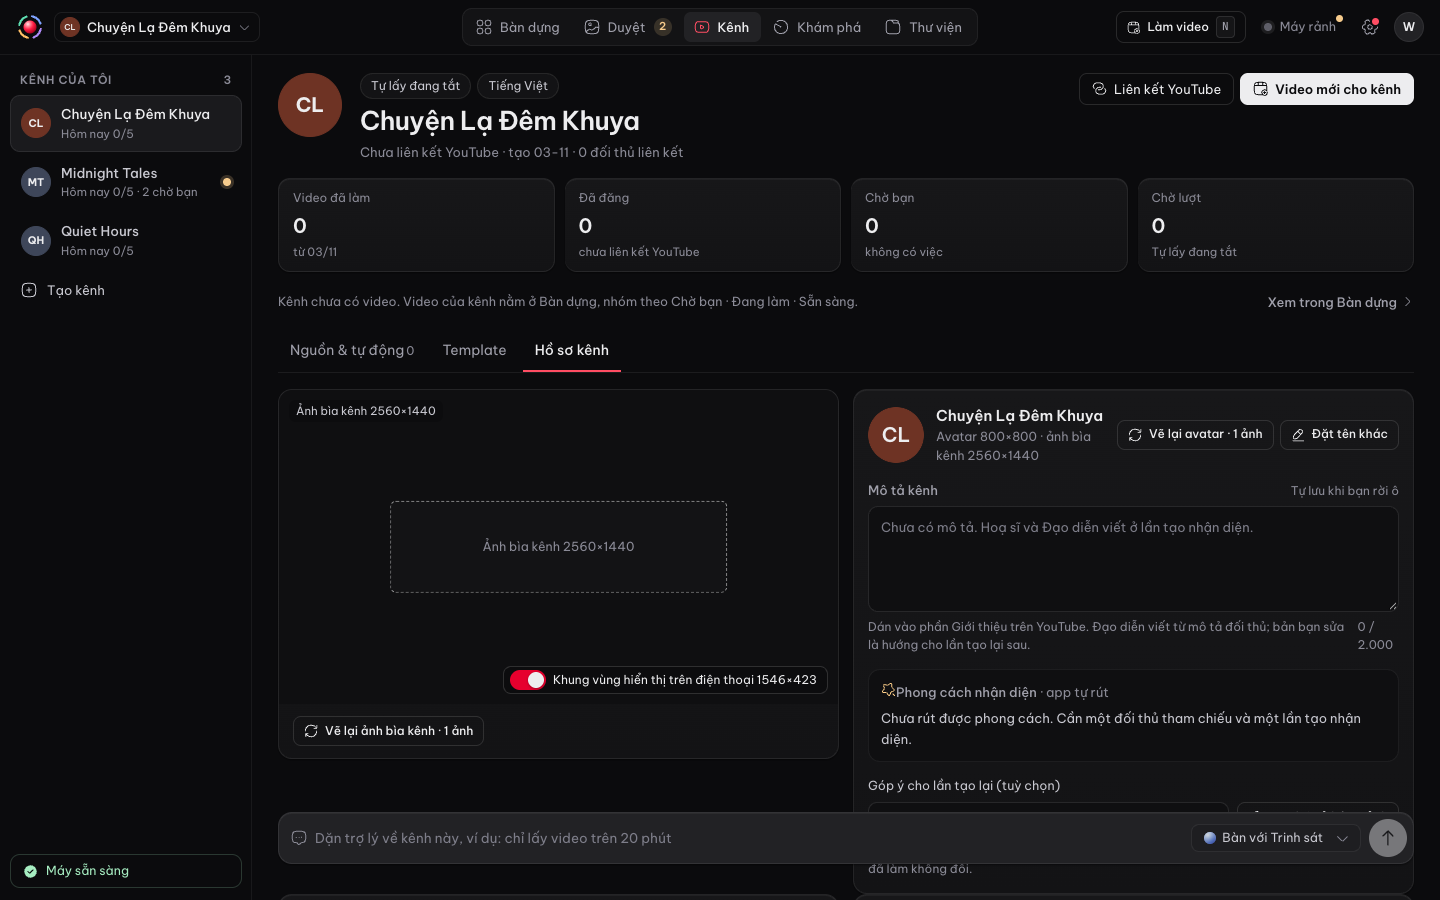 CL Chuyện Lạ Đêm Khuya
Bàn dựng
Duyệt 2
Kênh
Khám phá
Thư viện
Làm video N
Máy rảnh
W
KÊNH CỦA TÔI 3
CL Chuyện Lạ Đêm Khuya
Hôm nay 0/5
MT Midnight Tales
Hôm nay 0/5 · 2 chờ bạn
QH Quiet Hours
Hôm nay 0/5
Tạo kênh
Máy sẵn sàng
CL
Tự lấy đang tắt
Tiếng Việt
Chuyện Lạ Đêm Khuya
Chưa liên kết YouTube · tạo 03-11 · 0 đối thủ liên kết
Liên kết YouTube
Video mới cho kênh
Video đã làm
0
từ 03/11
Đã đăng
0
chưa liên kết YouTube
Chờ bạn
0
không có việc
Chờ lượt
0
Tự lấy đang tắt
Kênh chưa có video. Video của kênh nằm ở Bàn dựng, nhóm theo Chờ bạn · Đang làm · Sẵn sàng.
Xem trong Bàn dựng
Nguồn & tự động 0
Template
Hồ sơ kênh
Ảnh bìa kênh 2560×1440
Ảnh bìa kênh 2560×1440
Khung vùng hiển thị trên điện thoại 1546×423
Vẽ lại ảnh bìa kênh · 1 ảnh
CL
Chuyện Lạ Đêm Khuya
Avatar 800×800 · ảnh bìa
kênh 2560×1440
Vẽ lại avatar · 1 ảnh
Đặt tên khác
Mô tả kênh
Tự lưu khi bạn rời ô
Chưa có mô tả. Hoạ sĩ và Đạo diễn viết ở lần tạo nhận diện.
Dán vào phần Giới thiệu trên YouTube. Đạo diễn viết từ mô tả đối thủ; bản bạn sửa
là hướng cho lần tạo lại sau.
0 /
2.000
Phong cách nhận diện · app tự rút
Chưa rút được phong cách. Cần một đối thủ tham chiếu và một lần tạo nhận
diện.
Góp ý cho lần tạo lại (tuỳ chọn)
Dặn trợ lý về kênh này, ví dụ: chỉ lấy video trên 20 phút
Bàn với Trinh sát
đã làm không đổi.